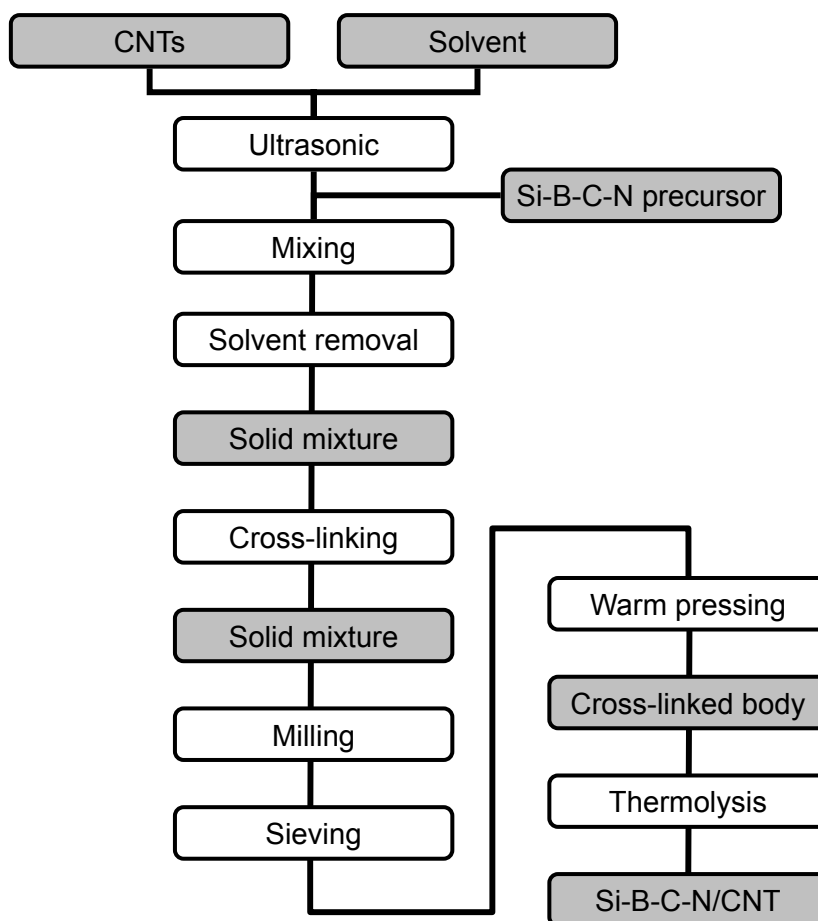 CNTs
Solvent
Ultrasonic
Si-B-C-N precursor
Mixing
Solvent removal
Solid mixture
Cross-linking
Solid mixture
Milling
Sieving
Warm pressing
Cross-linked body
Thermolysis
Si-B-C-N/CNT